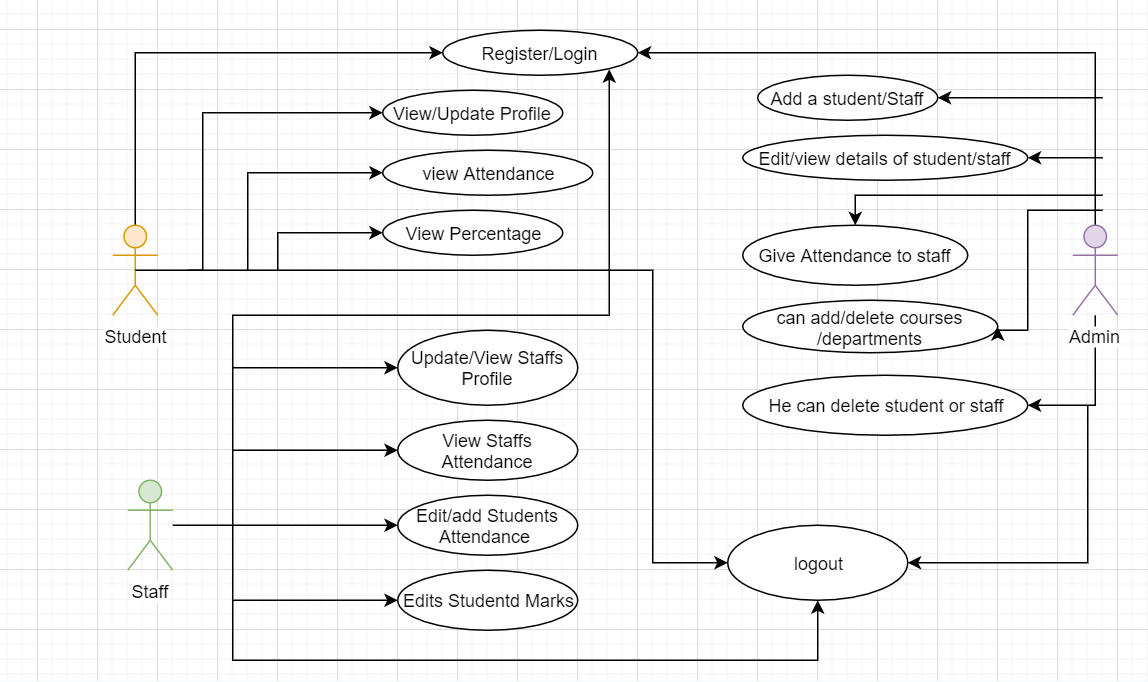 Register/Login
Add a student/Staff
View/Update Profile
Edit/view details of student/staff
view Attendance
View Percentage
Give Attendance to staff
can add/delete courses
/departments
Student
Admin
Update/View Staffs
Profile
He can delete student or staff
View Staffs
Attendance
Edit/add Students
Attendance
logout
Staff
Edits Studentd Marks